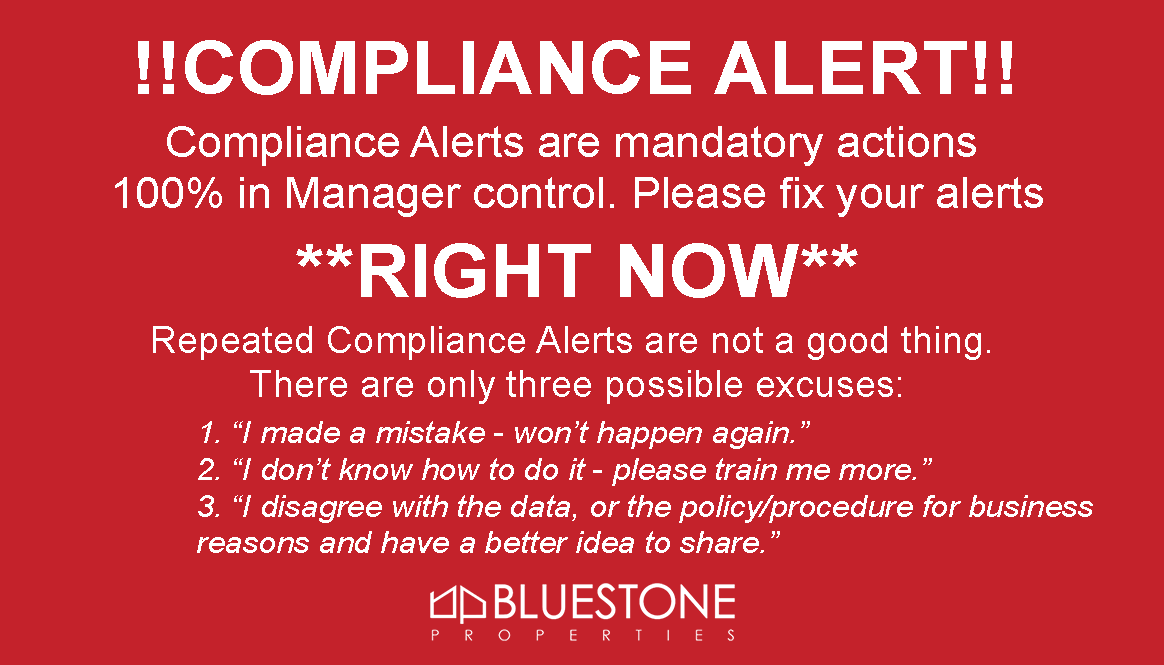 !!COMPLIANCE ALERT!!
Compliance Alerts are mandatory actions
100% in Manager control. Please fix your alerts
**RIGHT NOW**
Repeated Compliance Alerts are not a good thing.
There are only three possible excuses:
1. “I made a mistake - won’t happen again.”
2. “I don’t know how to do it - please train me more.”
3. “I disagree with the data, or the policy/procedure for business
reasons and have a better idea to share.”
BLUESTONE
PROPERTIES